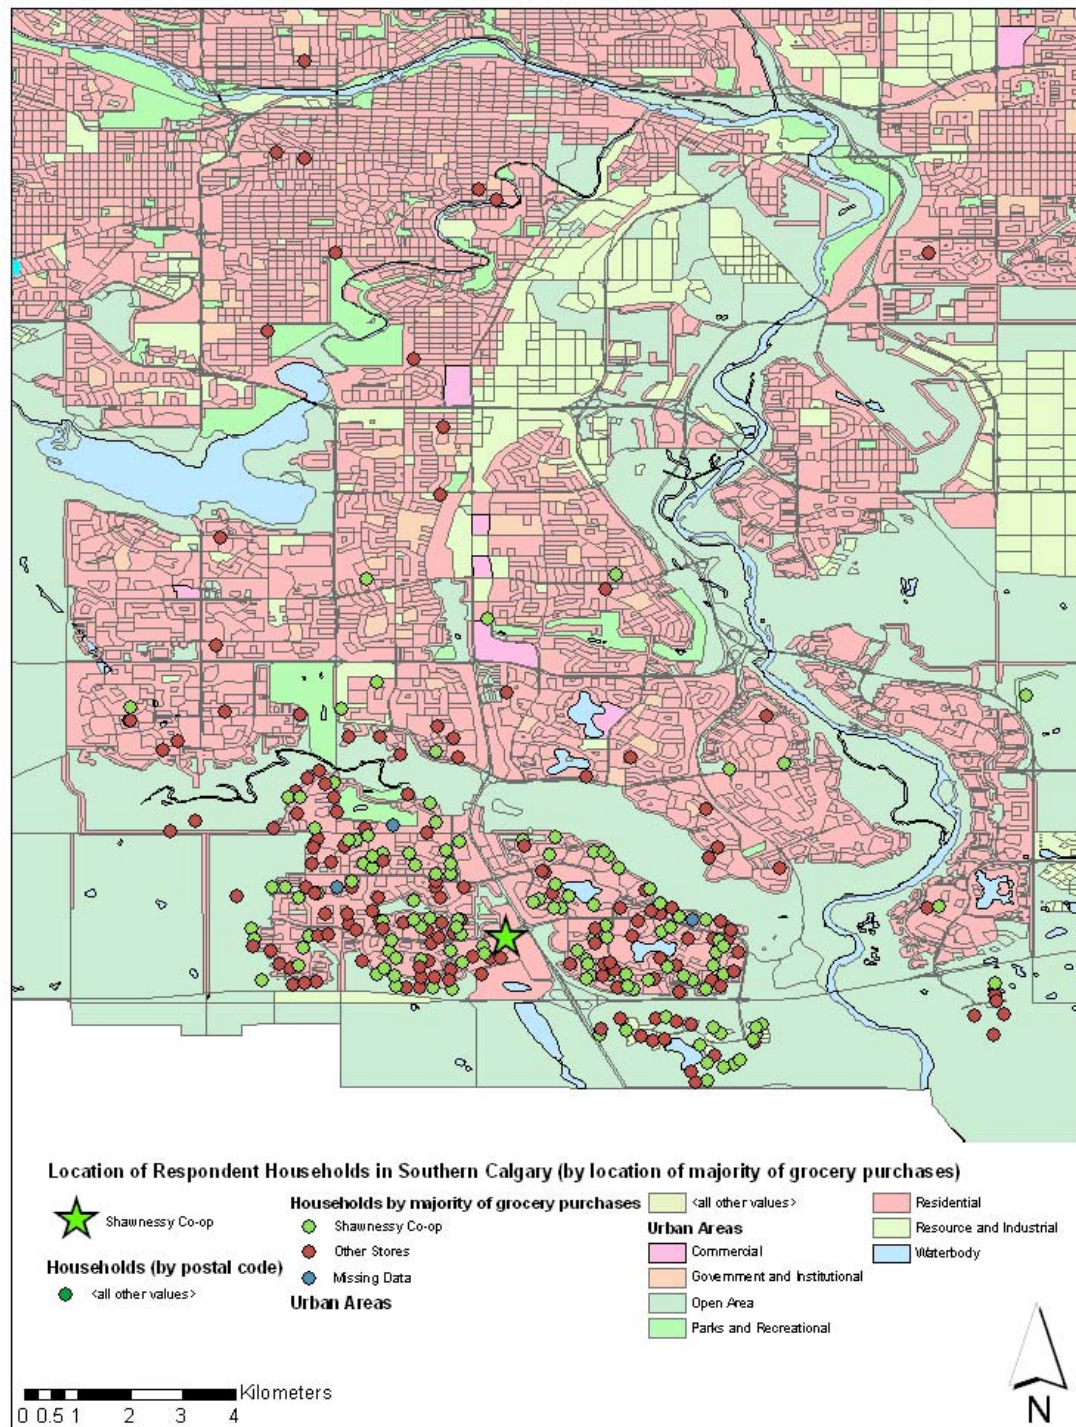 Location of Respondent Households in Southern Calgary (by location of majority of grocery purchases)
Shawnessy Co-op
Households (by postal code)
<all other values>
Households by majority of grocery purchases
Shawnessy Co-op
Other Stores
Missing Data
Urban Areas
<all other values>
Urban Areas
Commercial
Government and Institutional
Open Area
Parks and Recreational
Residential
Resource and Industrial
Waterbody
Kilometers
0 0.5 1 2 3 4
N